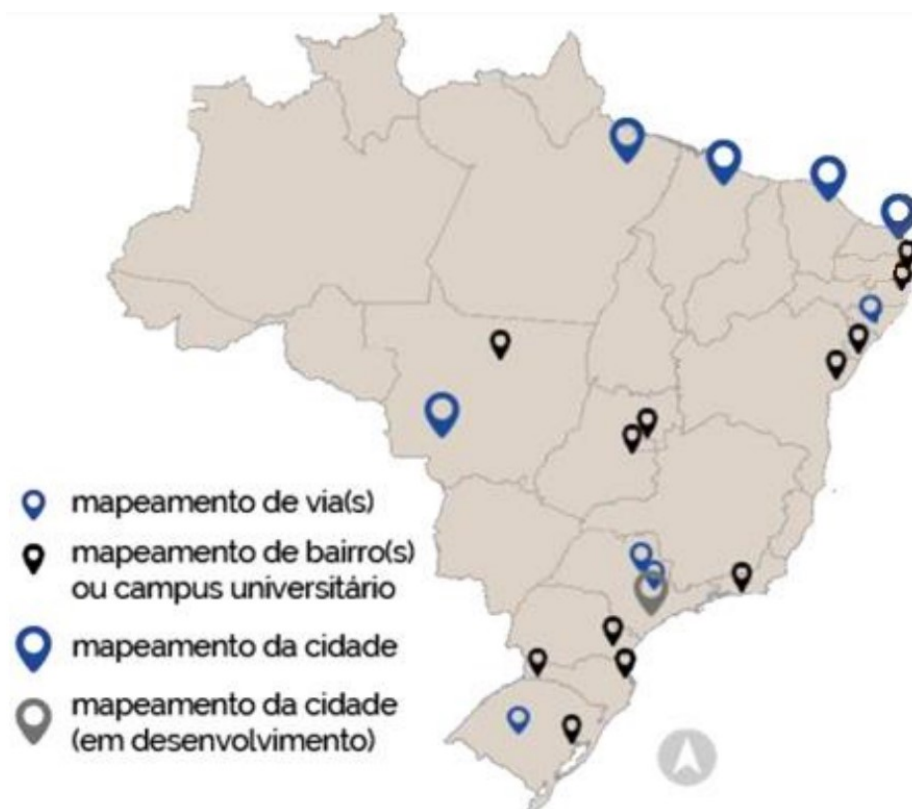 mapeamento de via(s)
mapeamento de bairro(s)
ou campus universitário
mapeamento da cidade
mapeamento da cidade
(em desenvolvimento)